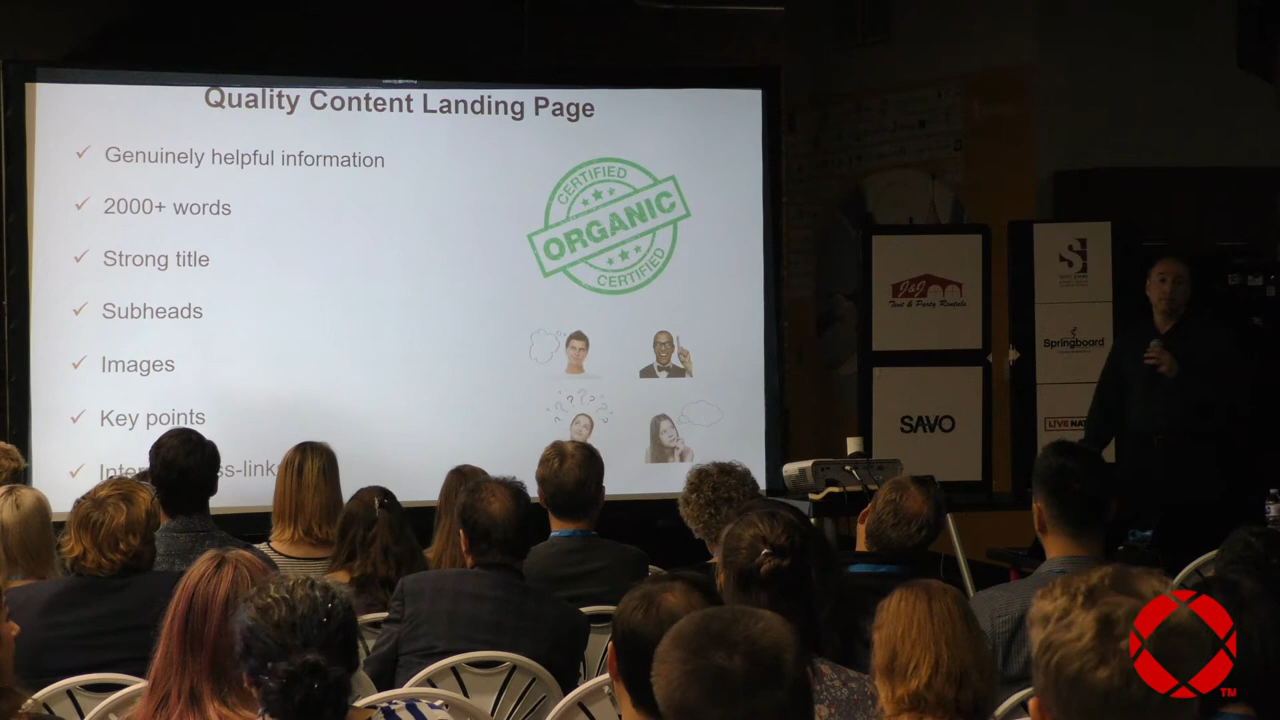 Quality Content Landing Page
✓ Genuinely helpful information
✓ 2000+ words
✓ Strong title
✓ Subheads
✓ Images
✓ Key points
CERTIFIED
ORGANIC
CERTIFIED
J&J
Tent & Party Rentals
SAVO
Springboard
TM